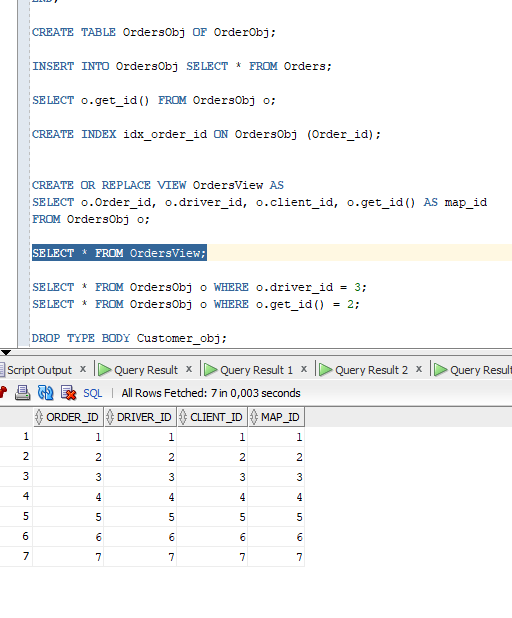 END;
CREATE TABLE OrdersObj OF OrderObj;
INSERT INTO OrdersObj SELECT * FROM Orders;
SELECT o.get_id() FROM OrdersObj o;
CREATE INDEX idx_order_id ON OrdersObj (Order_id);
CREATE OR REPLACE VIEW OrdersView AS
SELECT o.Order_id, o.driver_id, o.client_id, o.get_id() AS map_id
FROM OrdersObj o;
SELECT * FROM OrdersView;
SELECT * FROM OrdersObj o WHERE o.driver_id = 3;
SELECT * FROM OrdersObj o WHERE o.get_id() = 2;
DROP TYPE BODY Customer_obj;
Script Output x Query Result x Query Result 1 x Query Result 2 x Query Result
SQL | All Rows Fetched: 7 in 0,003 seconds
ORDER_ID DRIVER_ID CLIENT_ID MAP_ID
1 1 1 1 1
2 2 2 2 2
3 3 3 3 3
4 4 4 4 4
5 5 5 5 5
6 6 6 6 6
7 7 7 7 7